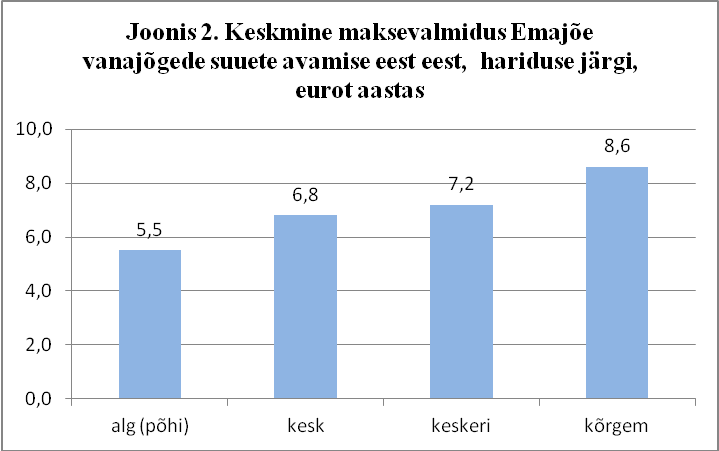 Joonis 2. Keskmine maksevalmidus Emajõe
vanajõgede suuete avamise eest eest, hariduse järgi,
eurot aastas
10,0
8,0
6,0
4,0
2,0
0,0
5,5
6,8
7,2
8,6
alg (põhi)
kesk
keskeri
kõrgem